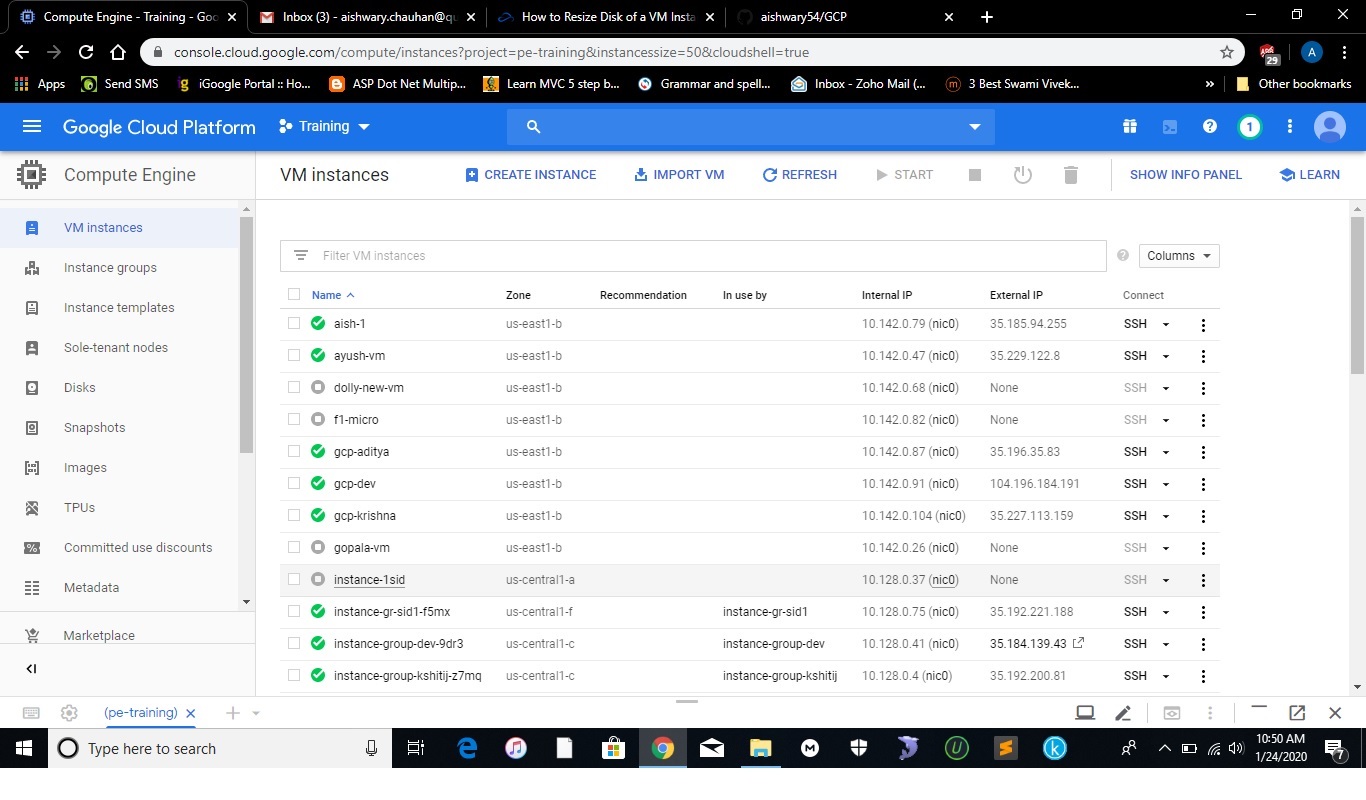 Compute Engine - Training - Goo
Inbox (3) - aishwary.chauhan@qu
How to Resize Disk of a VM Insta
aishwary54/GCP
console.cloud.google.com/compute/instances?project=pe-training&instancessize=50&cloudshell=true
29
A
Apps
Send SMS
iGoogle Portal :: Ho...
ASP Dot Net Multip...
Learn MVC 5 step b...
Grammar and spell...
Inbox - Zoho Mail (...
3 Best Swami Vivek...
»
Other bookmarks
Google Cloud Platform
Training
1
Compute Engine
VM instances
CREATE INSTANCE
IMPORT VM
REFRESH
START
SHOW INFO PANEL
LEARN
VM instances
Instance groups
Instance templates
Sole-tenant nodes
Disks
Snapshots
Images
TPUs
Committed use discounts
Metadata
Marketplace
Filter VM instances
Columns
Name Zone Recommendation In use by Internal IP External IP Connect
aish-1 us-east1-b 10.142.0.79 (nic0) 35.185.94.255 SSH
ayush-vm us-east1-b 10.142.0.47 (nic0) 35.229.122.8 SSH
dolly-new-vm us-east1-b 10.142.0.68 (nic0) None SSH
f1-micro us-east1-b 10.142.0.82 (nic0) None SSH
gcp-aditya us-east1-b 10.142.0.87 (nic0) 35.196.35.83 SSH
gcp-dev us-east1-b 10.142.0.91 (nic0) 104.196.184.191 SSH
gcp-krishna us-east1-b 10.142.0.104 (nic0) 35.227.113.159 SSH
gopala-vm us-east1-b 10.142.0.26 (nic0) None SSH
instance-1sid us-central1-a 10.128.0.37 (nic0) None SSH
instance-gr-sid1-f5mx us-central1-f instance-gr-sid1 10.128.0.75 (nic0) 35.192.221.188 SSH
instance-group-dev-9dr3 us-central1-c instance-group-dev 10.128.0.41 (nic0) 35.184.139.43 SSH
instance-group-kshitij-z7mq us-central1-c instance-group-kshitij 10.128.0.4 (nic0) 35.192.200.81 SSH
(pe-training)
Type here to search
10:50 AM
1/24/2020
7